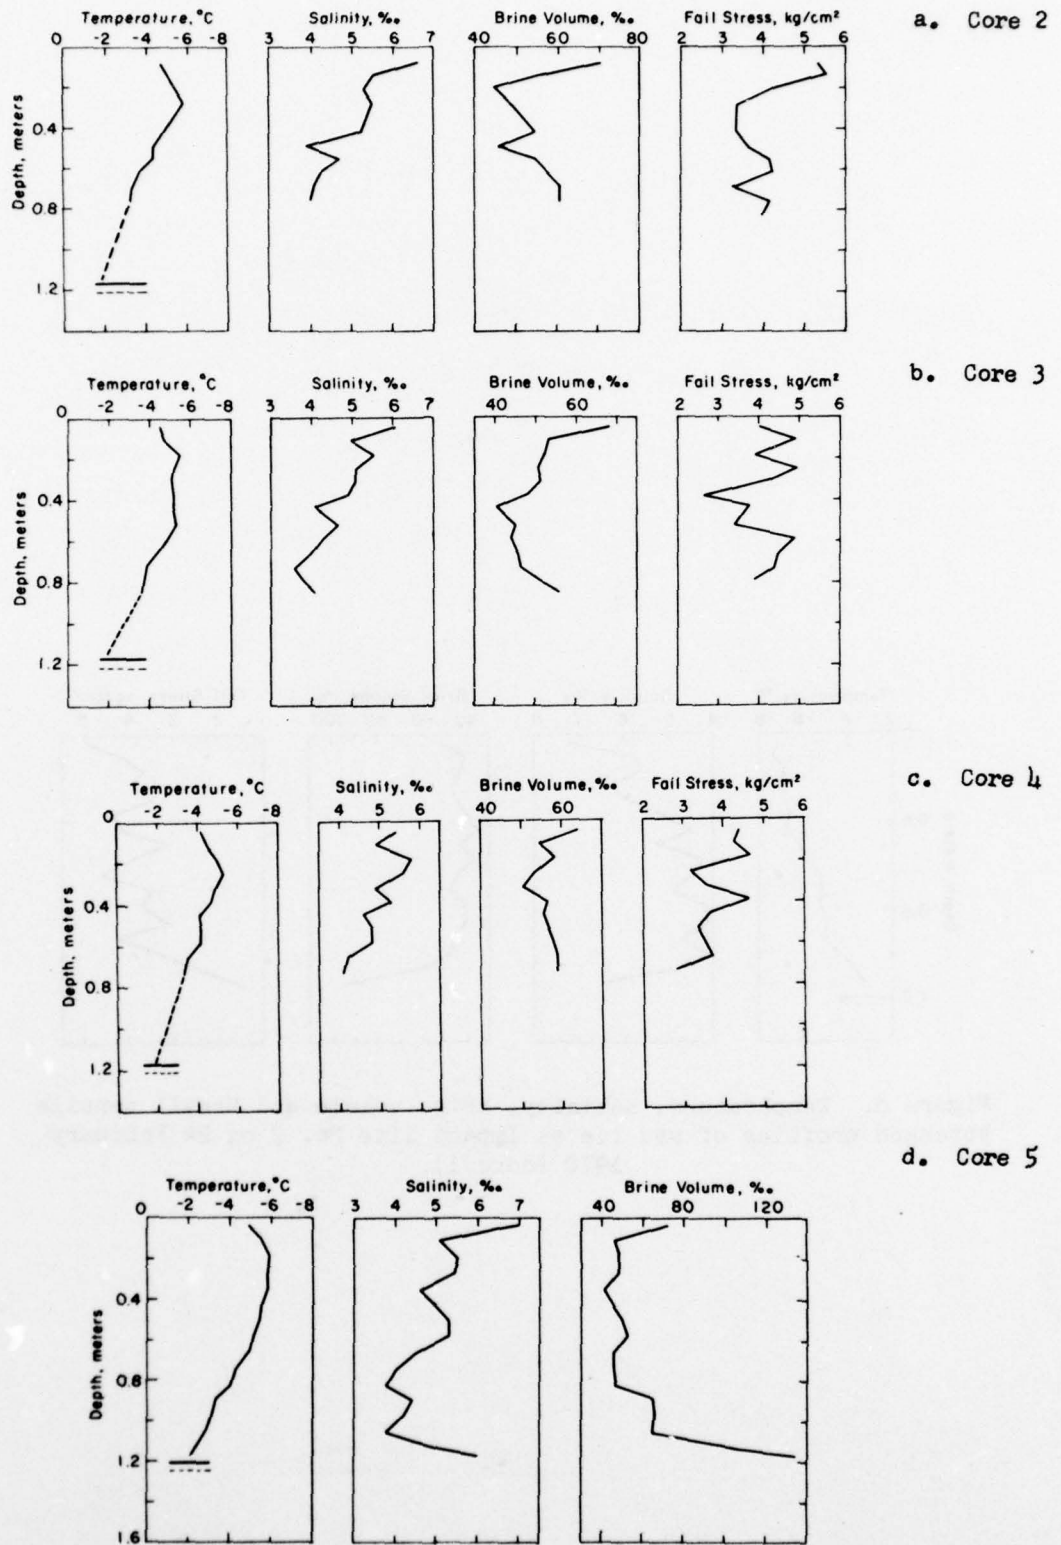 a. Core 2
Temperature, °C
Salinity, ‰
Brine Volume, ‰
Fail Stress, kg/cm²
0 -2 -4 -6 -8
3 4 5 6 7
40 60 80
2 3 4 5 6
Depth, meters
0.4
0.8
1.2
b. Core 3
Temperature, °C
Salinity, ‰
Brine Volume, ‰
Fail Stress, kg/cm²
0 -2 -4 -6 -8
3 4 5 6 7
40 60
2 3 4 5 6
Depth, meters
0.4
0.8
1.2
c. Core 4
Temperature, °C
Salinity, ‰
Brine Volume, ‰
Fail Stress, kg/cm²
0 -2 -4 -6 -8
4 5 6
40 60
2 3 4 5 6
Depth, meters
0.4
0.8
1.2
d. Core 5
Temperature, °C
Salinity, ‰
Brine Volume, ‰
0 -2 -4 -6 -8
3 4 5 6 7
40 80 120
Depth, meters
0.4
0.8
1.2
1.6